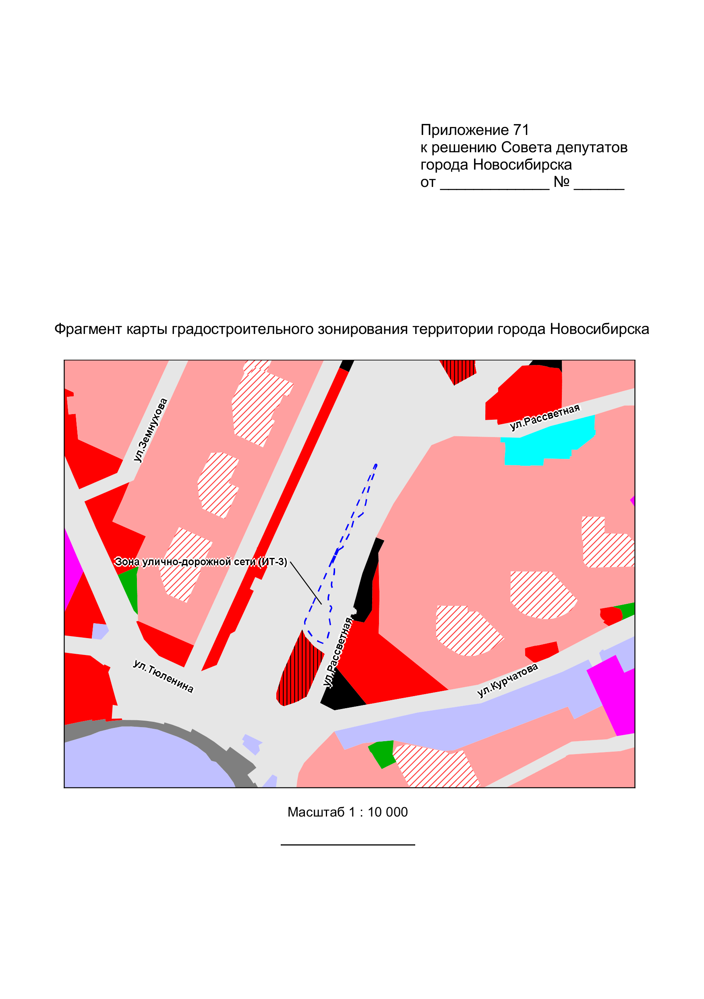 Приложение 71
к решению Совета депутатов
города Новосибирска
от _____________ № ______
Фрагмент карты градостроительного зонирования территории города Новосибирска
ул.Земнухова
ул.Рассветная
Зона улично-дорожной сети (ИТ-3)
ул.Рассветная
ул.Тюленина
ул.Курчатова
Масштаб 1 : 10 000